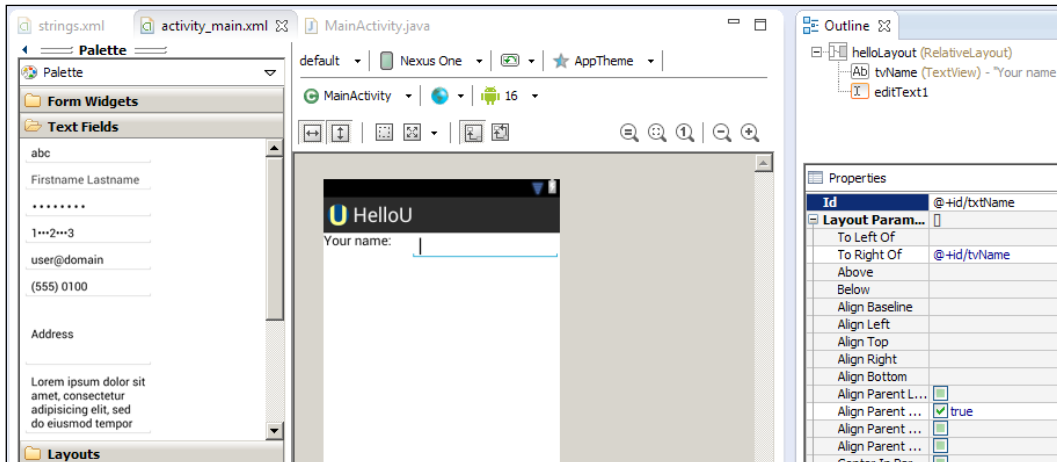 strings.xml
activity_main.xml
MainActivity.java
Palette
Palette
Form Widgets
Text Fields
abc
Firstname Lastname
••••••••
1•••2•••3
user@domain
(555) 0100
Address
Lorem ipsum dolor sit
amet, consectetur
adipisicing elit, sed
do eiusmod tempor
Layouts
default
Nexus One
AppTheme
MainActivity
16
HelloU
Your name:
Outline
helloLayout (RelativeLayout)
Ab tvName (TextView) - "Your name
editText1
Properties
Id @+id/txtName
Layout Param... []
To Left Of
To Right Of @+id/tvName
Above
Below
Align Baseline
Align Left
Align Top
Align Right
Align Bottom
Align Parent L...
Align Parent ... true
Align Parent ...
Align Parent ...